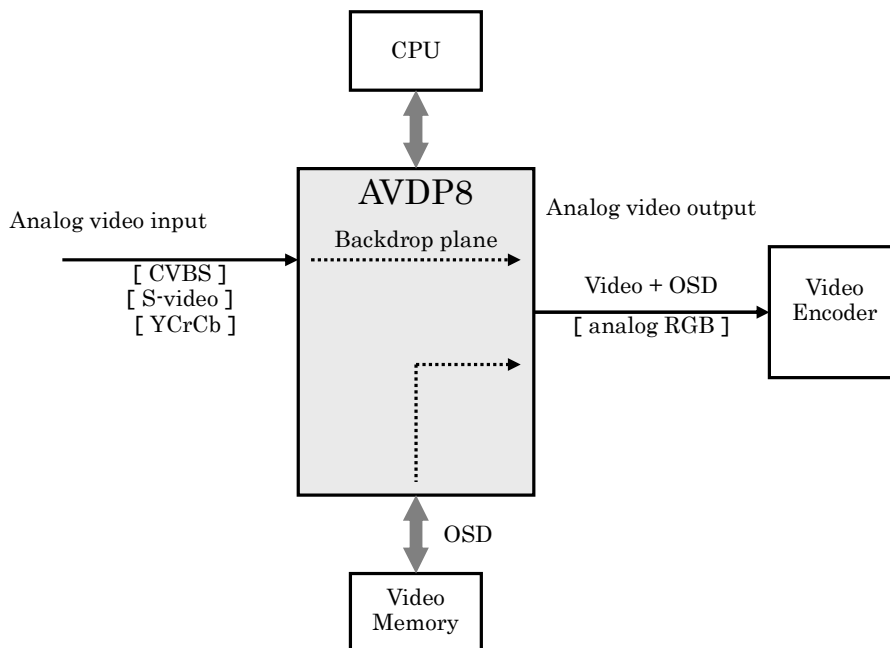 CPU
AVDP8
Analog video input
Analog video output
Backdrop plane
[ CVBS ]
[ S-video ]
[ YCrCb ]
Video + OSD
[ analog RGB ]
Video
Encoder
OSD
Video
Memory